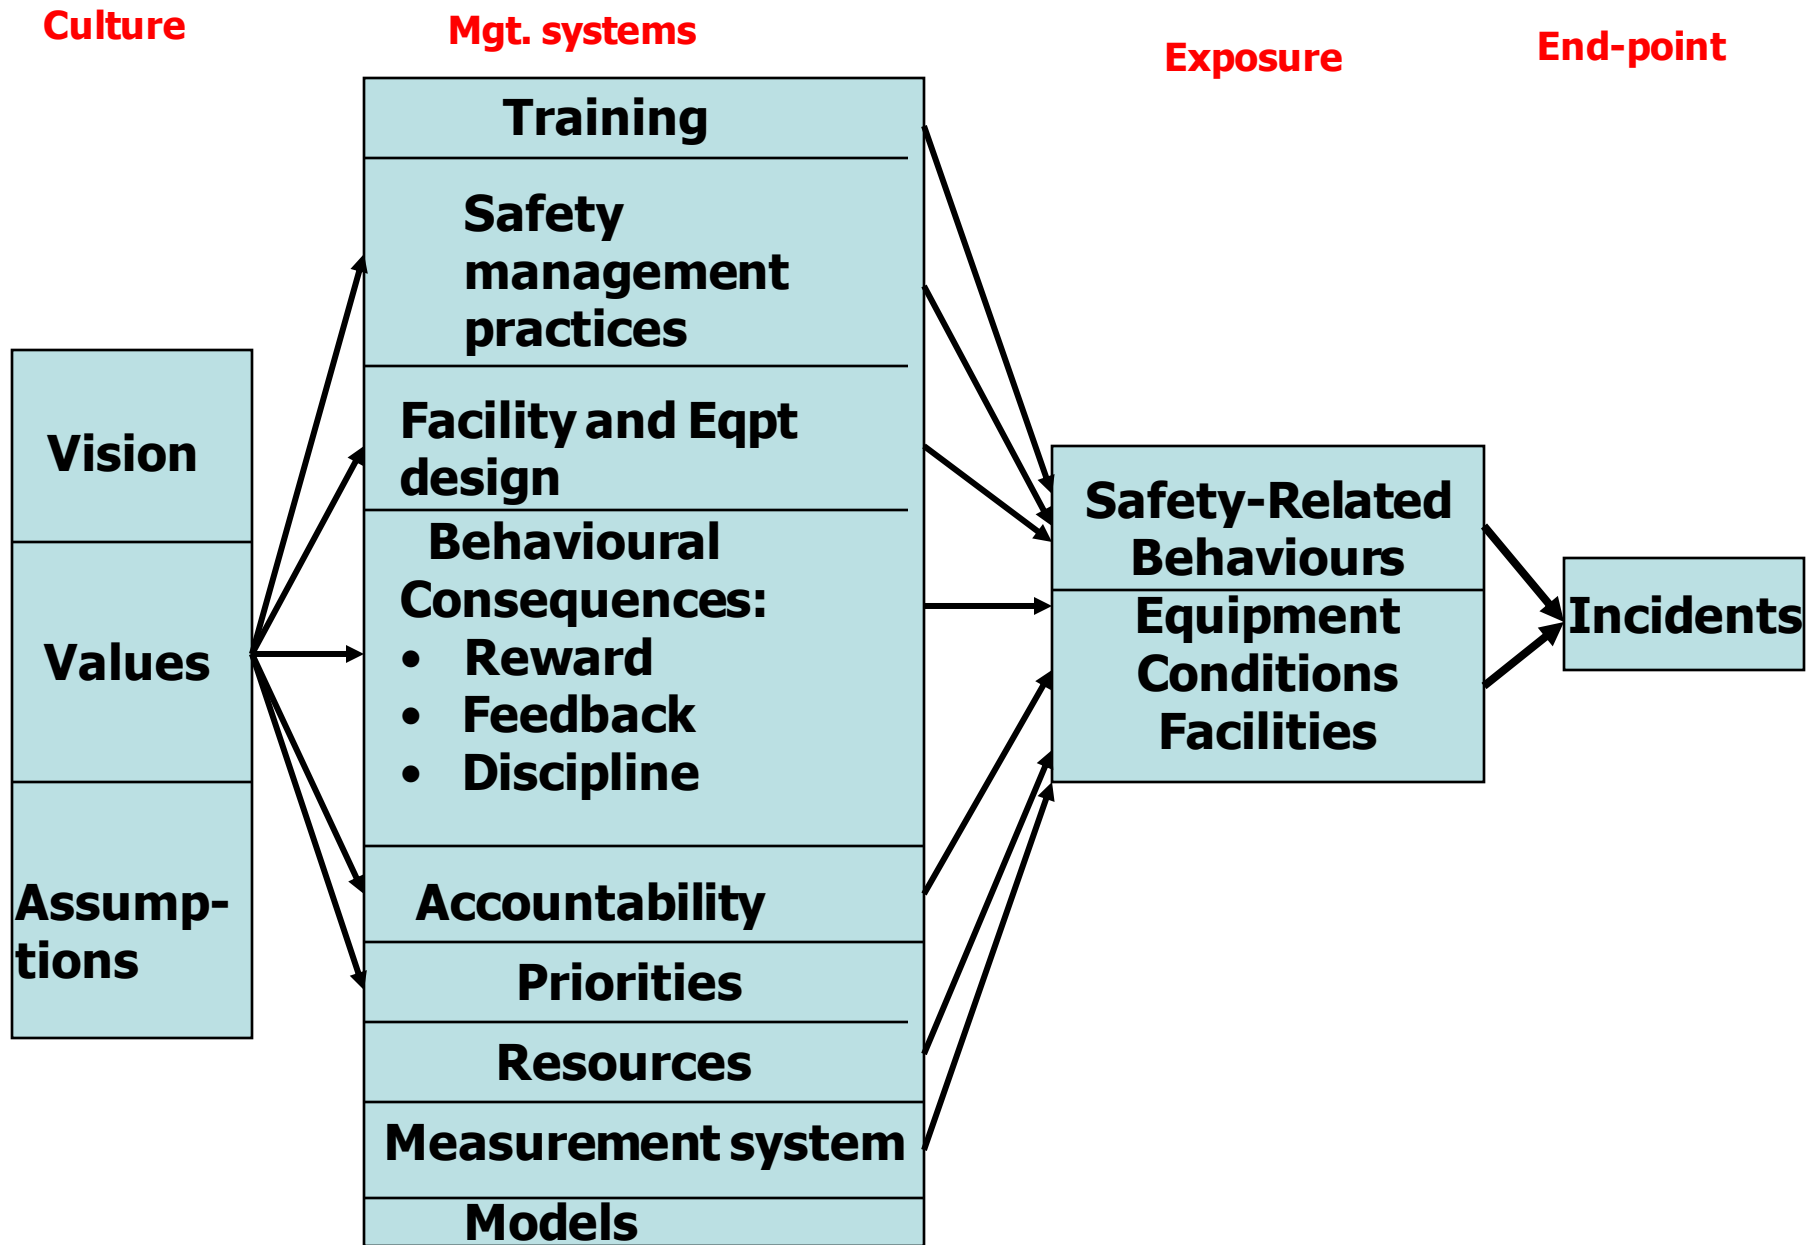 Culture
Mgt. systems
Exposure
End-point
Vision
Values
Assump-
tions
Training
Safety
management
practices
Facility and Eqpt
design
Behavioural
Consequences:
• Reward
• Feedback
• Discipline
Accountability
Priorities
Resources
Measurement system
Models
Safety-Related
Behaviours
Equipment
Conditions
Facilities
Incidents